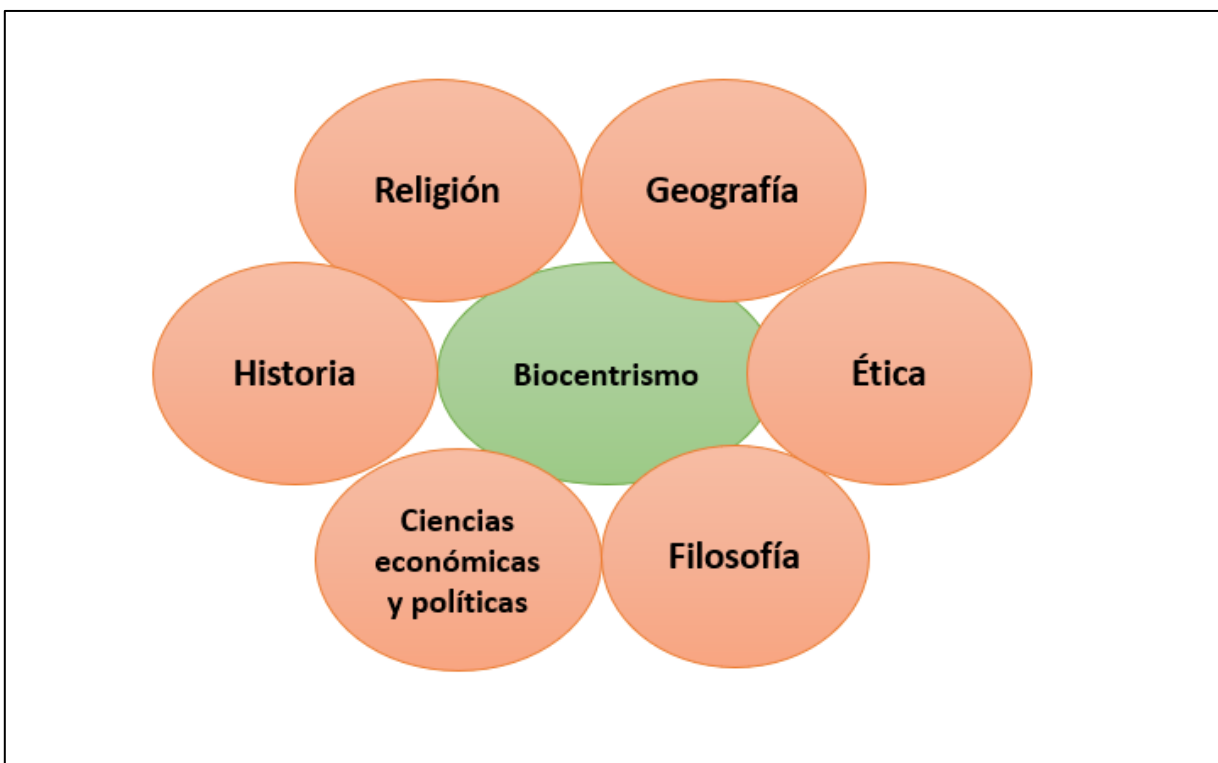 Religión
Geografía
Historia
Biocentrismo
Ética
Ciencias
económicas
y políticas
Filosofía